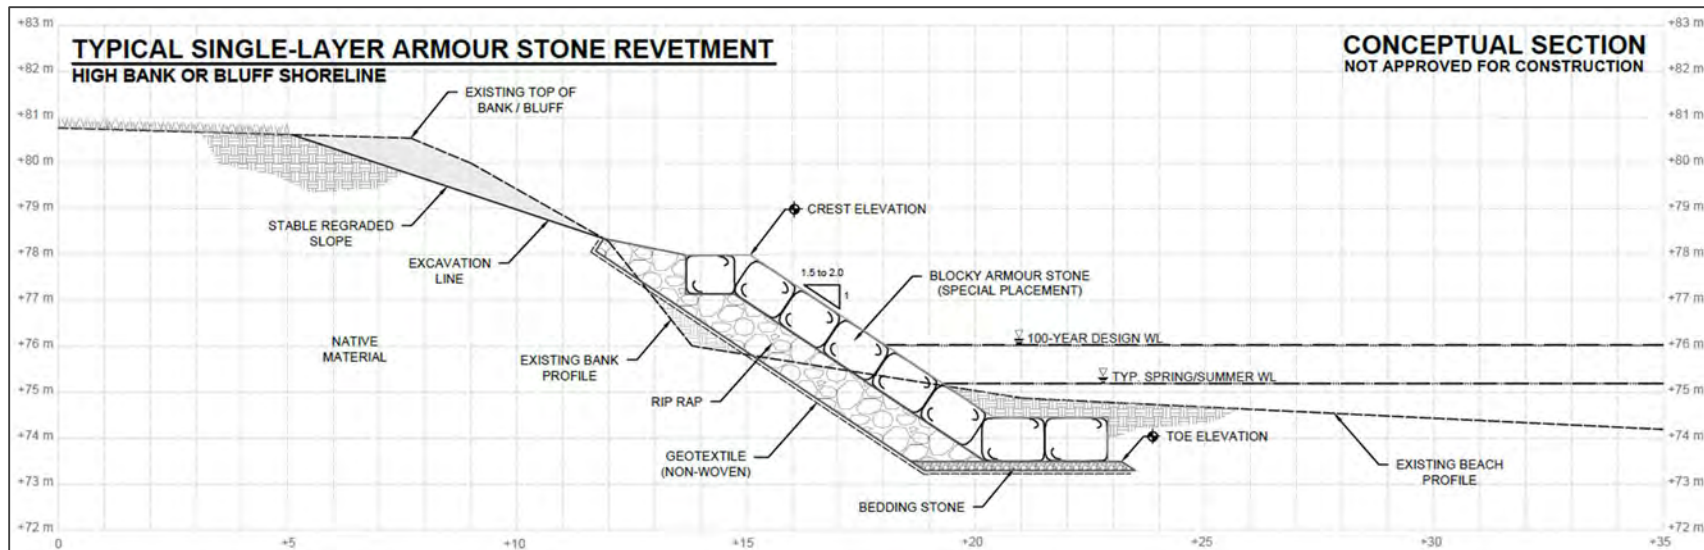 +83 m
+83 m
TYPICAL SINGLE-LAYER ARMOUR STONE REVETMENT
HIGH BANK OR BLUFF SHORELINE
CONCEPTUAL SECTION
NOT APPROVED FOR CONSTRUCTION
+82 m
+82 m
EXISTING TOP OF
BANK / BLUFF
+81 m
+81 m
+80 m
+80 m
+79 m
+79 m
CREST ELEVATION
STABLE REGRADED
SLOPE
+78 m
+78 m
EXCAVATION
LINE
1.5 to 2.0
1
BLOCKY ARMOUR STONE
(SPECIAL PLACEMENT)
+77 m
+77 m
NATIVE
MATERIAL
+76 m
+76 m
100-YEAR DESIGN WL
EXISTING BANK
PROFILE
TYP. SPRING/SUMMER WL
RIP RAP
+75 m
+75 m
+74 m
+74 m
TOE ELEVATION
GEOTEXTILE
(NON-WOVEN)
EXISTING BEACH
PROFILE
+73 m
+73 m
BEDDING STONE
+72 m
+72 m
0
+5
+10
+15
+20
+25
+30
+35